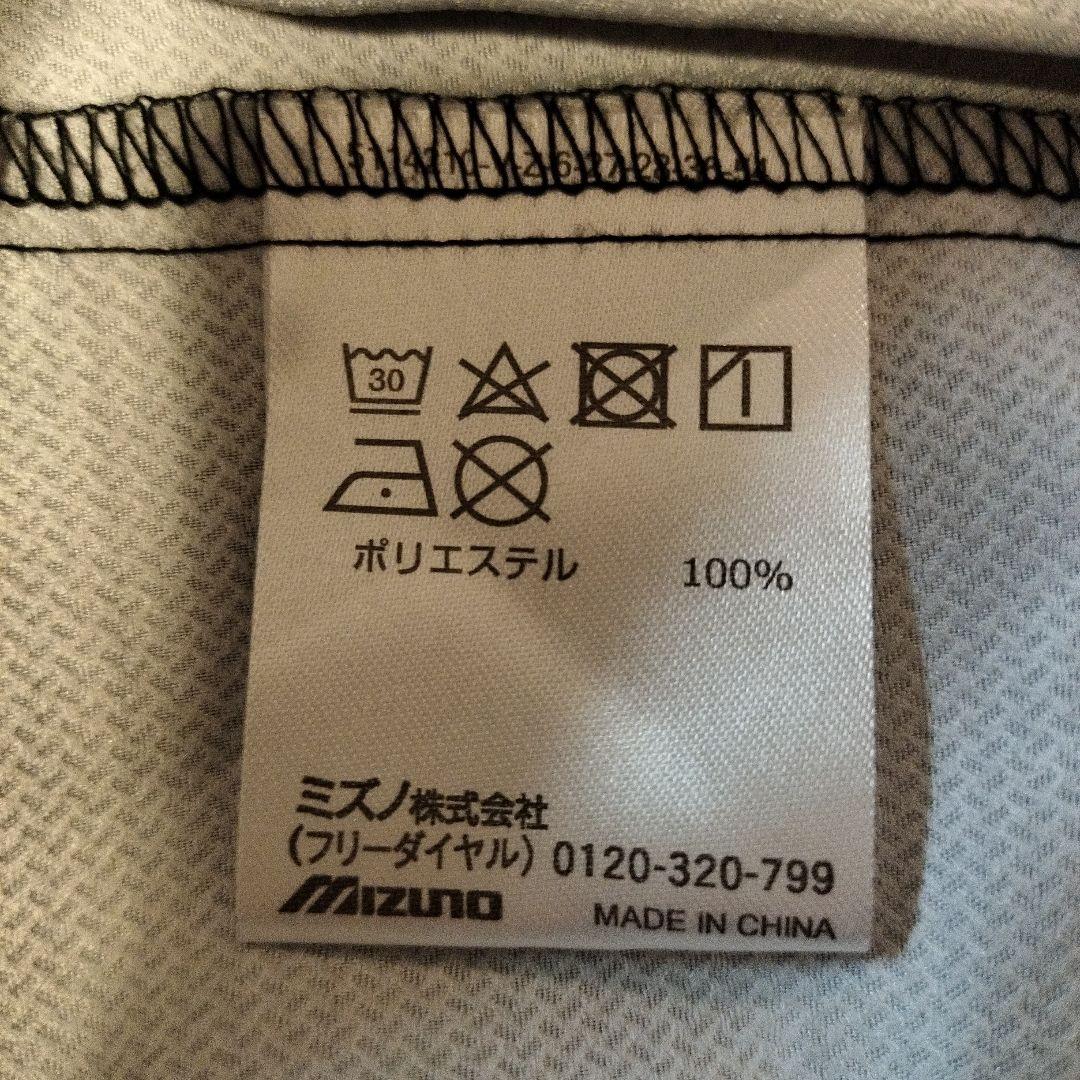 30
ポリエステル 100%
ミズノ株式会社
(フリーダイヤル) 0120-320-799
MIZUNO MADE IN CHINA